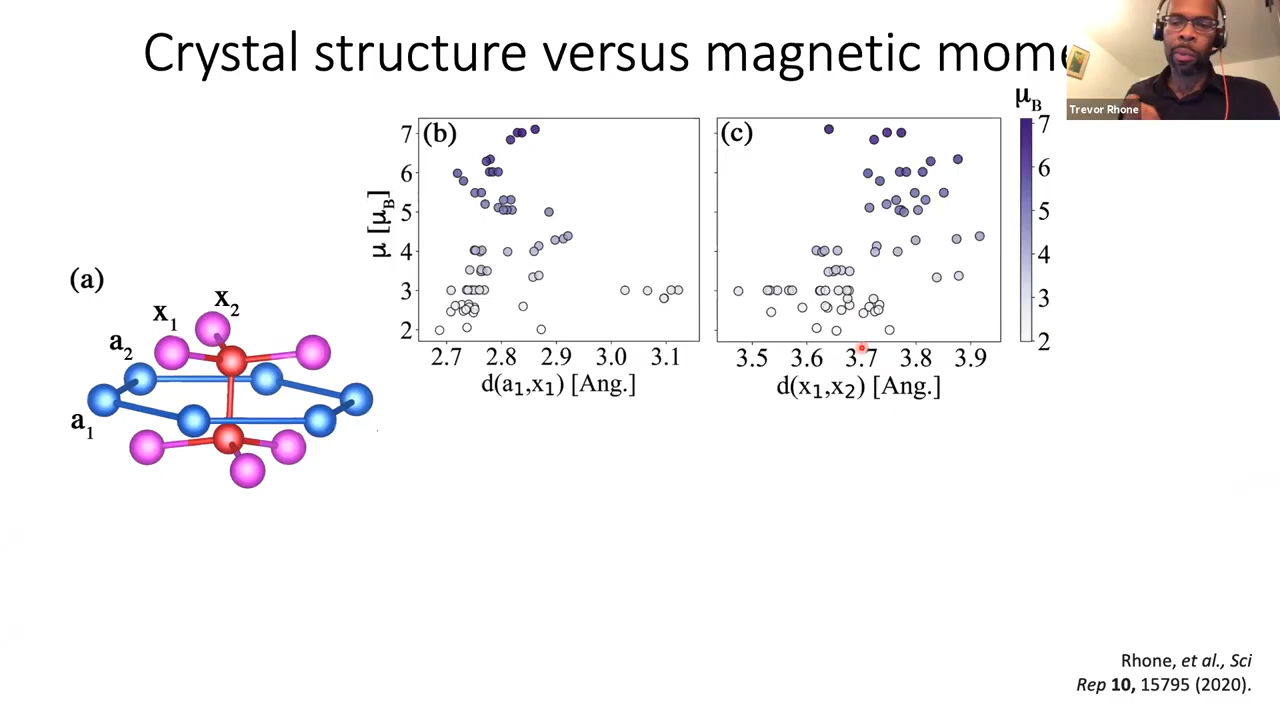 Crystal structure versus magnetic mome
Trevor Rhone
μB
(b)
(c)
7
6
5
4
3
2
μ [μB]
7
6
5
4
3
2
2.7 2.8 2.9 3.0 3.1
3.5 3.6 3.7 3.8 3.9
d(a1,x1) [Ang.]
d(x1,x2) [Ang.]
(a)
x1
x2
a2
a1
Rhone, et al., Sci
Rep 10, 15795 (2020).